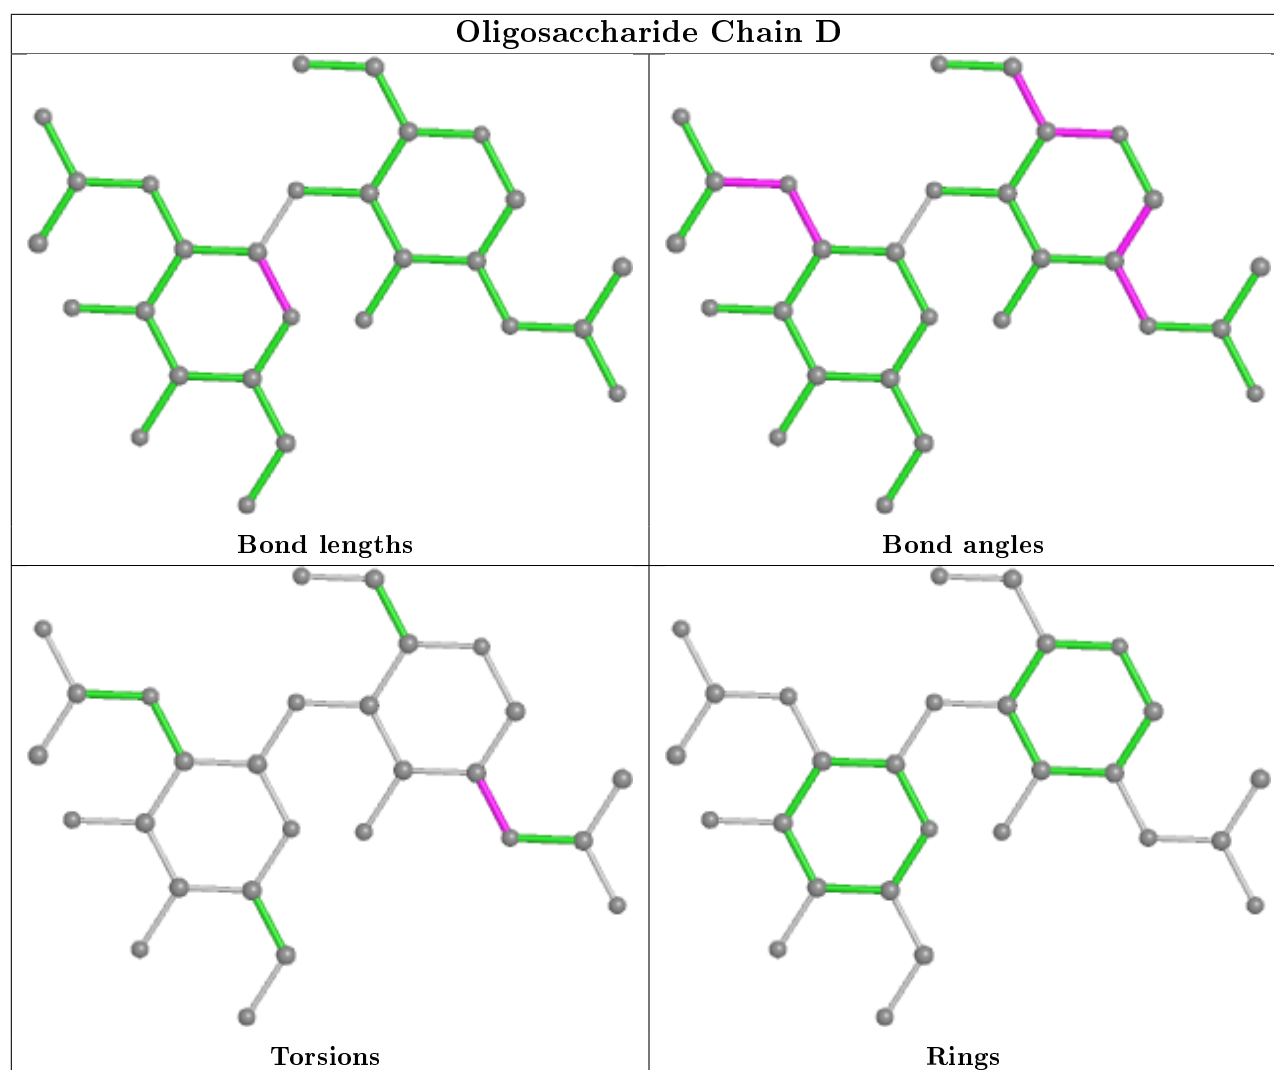 Oligosaccharide Chain D
Bond lengths
Bond angles
Torsions
Rings